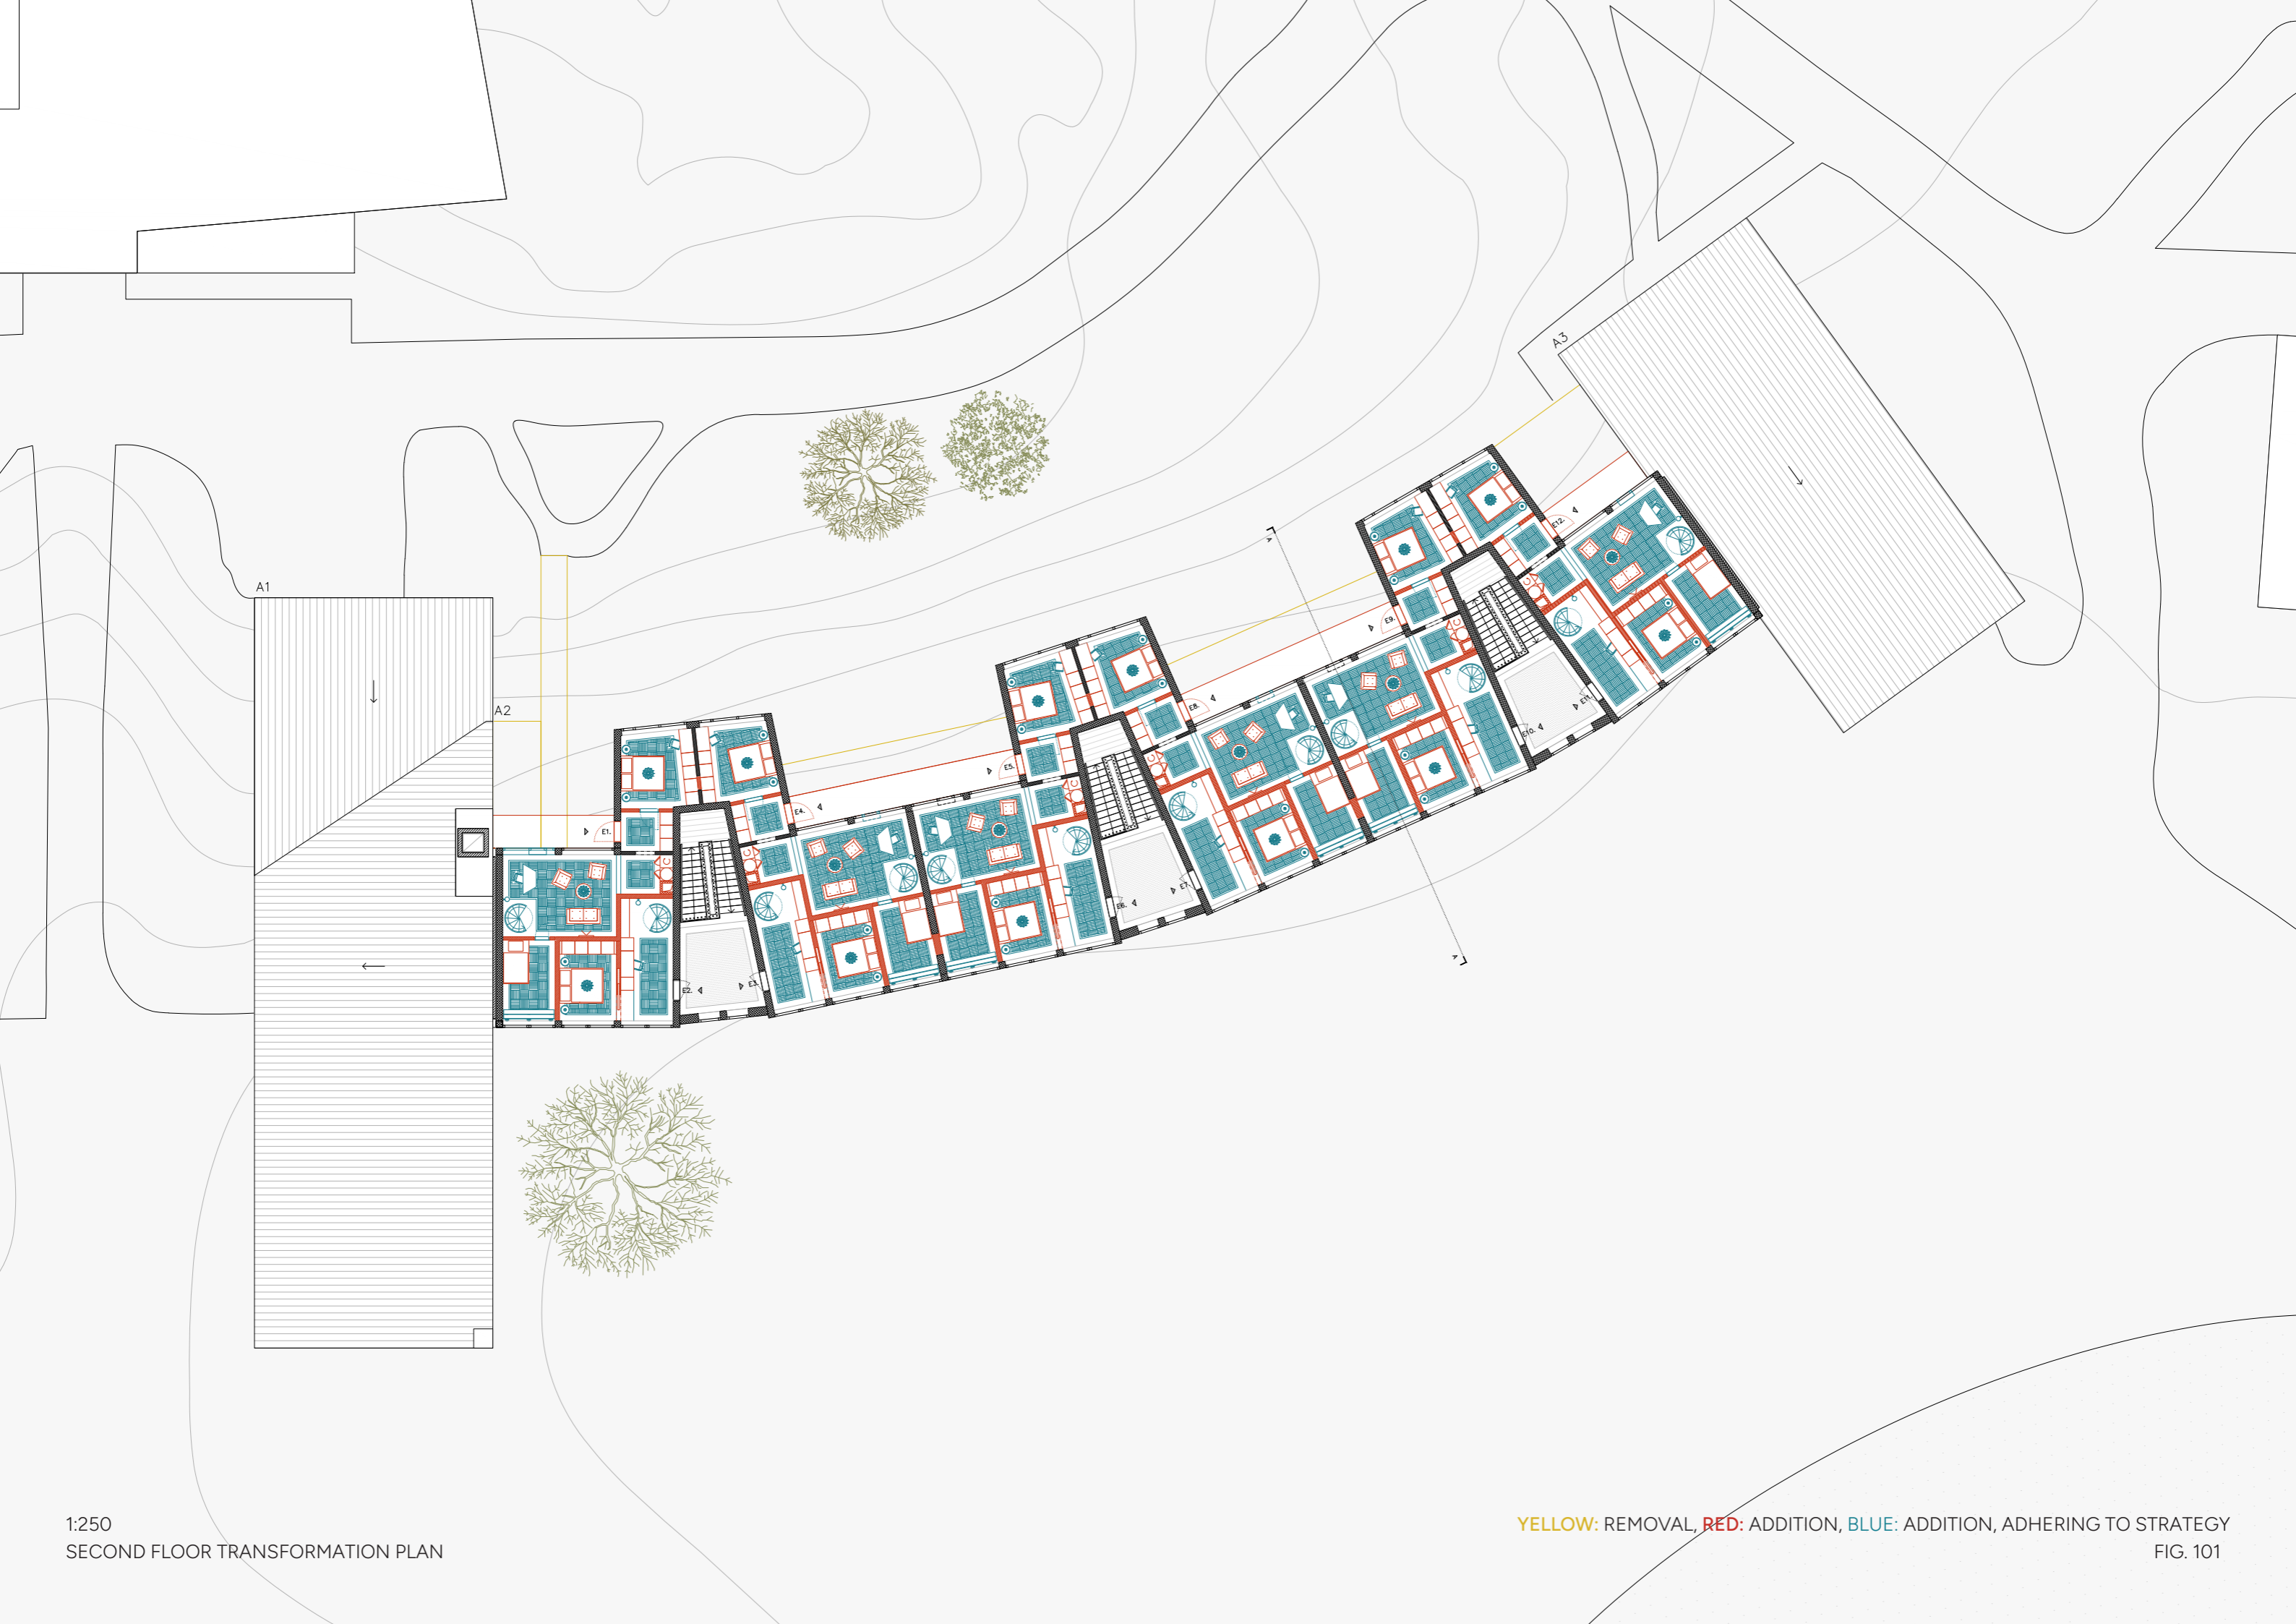 A3
E12.
A1
E9.
E11.
A2
E10.
E8.
E5.
E7.
E4.
E1.
E6.
A
A
E3.
E2.
1:250
SECOND FLOOR TRANSFORMATION PLAN
YELLOW: REMOVAL, RED: ADDITION, BLUE: ADDITION, ADHERING TO STRATEGY
FIG. 101